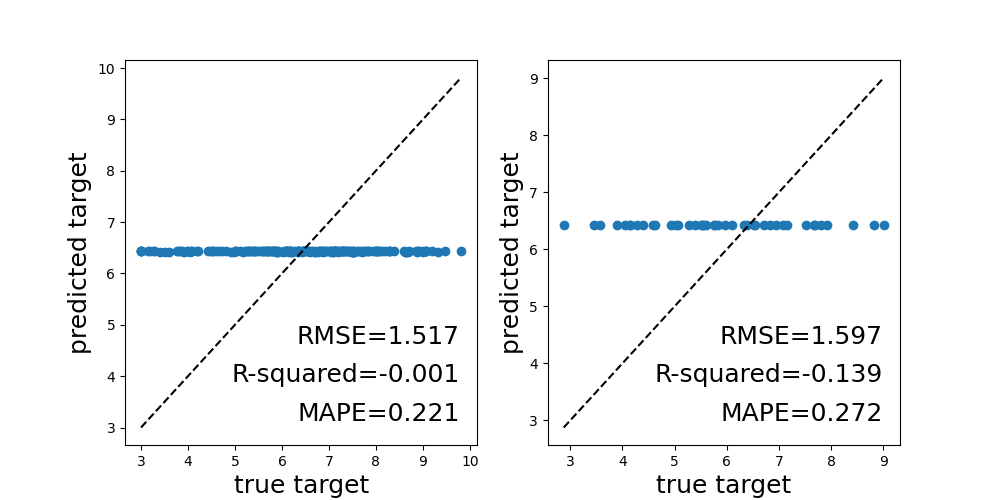 10
9
8
7
6
5
4
3
predicted target
RMSE=1.517
R-squared=-0.001
MAPE=0.221
3 4 5 6 7 8 9 10
true target
9
8
7
6
5
4
3
predicted target
RMSE=1.597
R-squared=-0.139
MAPE=0.272
3 4 5 6 7 8 9
true target